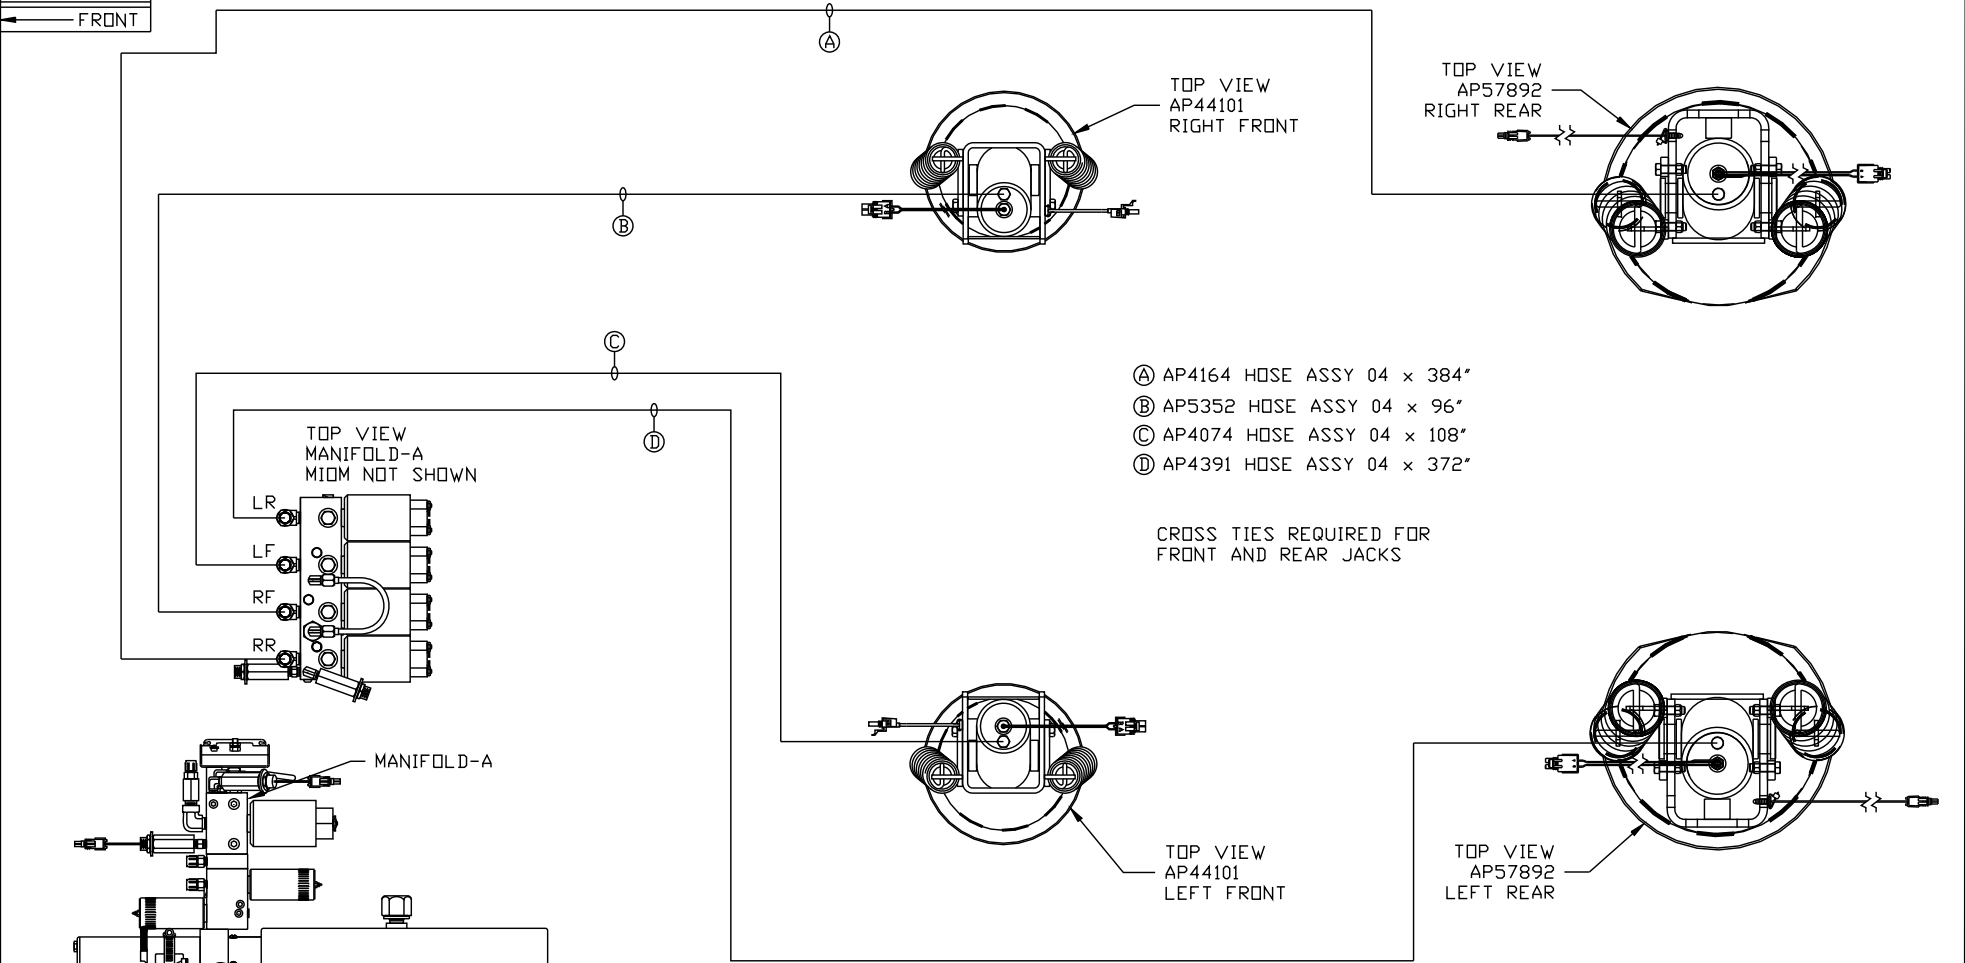 FRONT
A
TOP VIEW
AP44101
RIGHT FRONT
TOP VIEW
AP57892
RIGHT REAR
B
C
D
A AP4164 HOSE ASSY 04 x 384"
B AP5352 HOSE ASSY 04 x 96"
C AP4074 HOSE ASSY 04 x 108"
D AP4391 HOSE ASSY 04 x 372"
TOP VIEW
MANIFOLD-A
MIOM NOT SHOWN
LR
LF
RF
RR
CROSS TIES REQUIRED FOR
FRONT AND REAR JACKS
MANIFOLD-A
TOP VIEW
AP44101
LEFT FRONT
TOP VIEW
AP57892
LEFT REAR